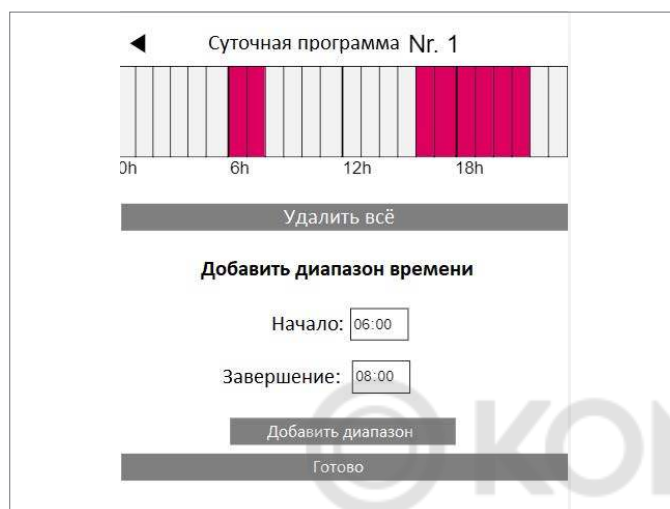 Суточная программа Nr. 1
0h 6h 12h 18h
Удалить всё
Добавить диапазон времени
Начало: 06:00
Завершение: 08:00
Добавить диапазон
Готово
KON